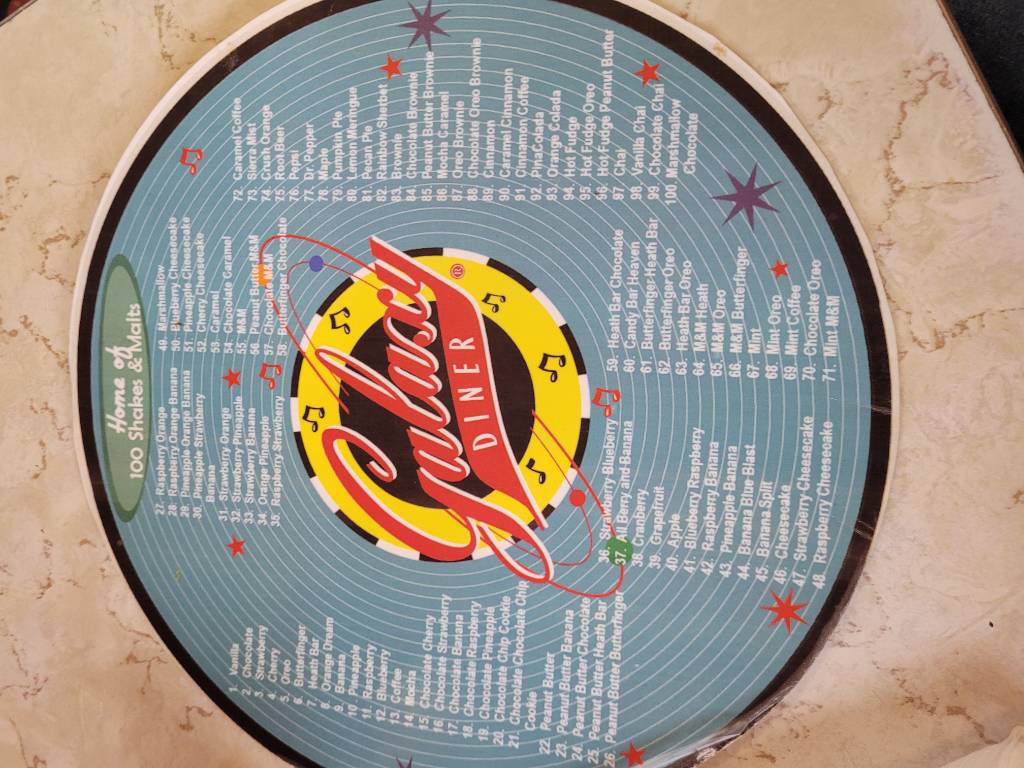 Home of
100 Shakes & Malts
1. Vanilla
2. Chocolate
3. Strawberry
4. Cherry
5. Oreo
6. Butterfinger
7. Heath Bar
8. Orange Dream
9. Banana
10. Pineapple
11. Raspberry
12. Blueberry
13. Coffee
14. Mocha
15. Chocolate Cherry
16. Chocolate Strawberry
17. Chocolate Banana
18. Chocolate Raspberry
19. Chocolate Pineapple
20. Chocolate Chip Cookie
21. Chocolate Chocolate Chip
Cookie
22. Peanut Butter
23. Peanut Butter Banana
24. Peanut Butter Chocolate
25. Peanut Butter Heath Bar
26. Peanut Butter Butterfinger
27. Raspberry Orange
28. Raspberry Orange Banana
29. Pineapple Orange Banana
30. Pineapple Strawberry
Banana
31. Strawberry Orange
32. Strawberry Pineapple
33. Strawberry Banana
34. Orange Pineapple
35. Raspberry Strawberry
36. Strawberry Blueberry
37. All Berry and Banana
38. CranBerry
39. Grapefruit
40. Apple
41. Blueberry Raspberry
42. Raspberry Banana
43. Pineapple Banana
44. Banana Blue Blast
45. Banana Split
46. Cheesecake
47. Strawberry Cheesecake
48. Raspberry Cheesecake
49. Marshmallow
50. Blueberry Cheesecake
51. Pineapple Cheesecake
52. Cherry Cheesecake
53. Caramel
54. Chocolate Caramel
55. M&M
56. Peanut Butter M&M
57. Chocolate M&M
58. Butterfinger Chocolate
Galaxy
DINER
®
59. Heath Bar Chocolate
60. Candy Bar Heaven
61. Butterfinger Heath Bar
62. Butterfinger Oreo
63. Heath Bar Oreo
64. M&M Heath
65. M&M Oreo
66. M&M Butterfinger
67. Mint
68. Mint Oreo
69. Mint Coffee
70. Chocolate Oreo
71. Mint M&M
72. Caramel Coffee
73. Sierra Mist
74. Crush Orange
75. Root Beer
76. Pepsi
77. Dr. Pepper
78. Maple
79. Pumpkin Pie
80. Lemon Meringue
81. Pecan Pie
82. Rainbow Sherbet
83. Brownie
84. Chocolate Brownie
85. Peanut Butter Brownie
86. Mocha Caramel
87. Oreo Brownie
88. Chocolate Oreo Brownie
89. Cinnamon
90. Caramel Cinnamon
91. Cinnamon Coffee
92. PinaColada
93. Orange Colada
94. Hot Fudge
95. Hot Fudge Oreo
96. Hot Fudge Peanut Butter
97. Chai
98. Vanilla Chai
99. Chocolate Chai
100. Mashmallow
Chocolate